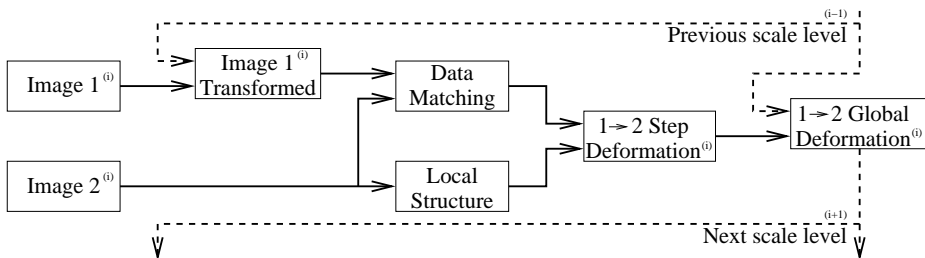 (i−1)
Previous scale level
Image 1 (i)
Image 1 (i)
Transformed
Data
Matching
1→2 Step
Deformation (i)
1→2 Global
Deformation (i)
Image 2 (i)
Local
Structure
(i+1)
Next scale level